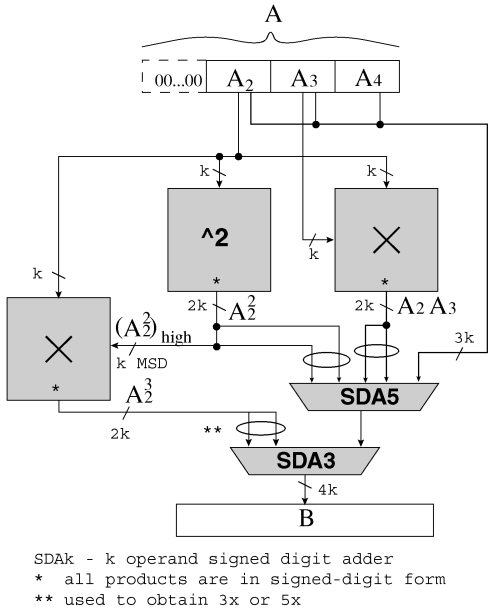 A
00...00 A2 A3 A4
k k
^2 ×
k
k
* *
2k A2^2 2k A2 A3
(A2^2)high
×
k MSD
3k
*
A2^3
2k
SDA5
**
SDA3
4k
B
SDAk - k operand signed digit adder
* all products are in signed-digit form
** used to obtain 3x or 5x